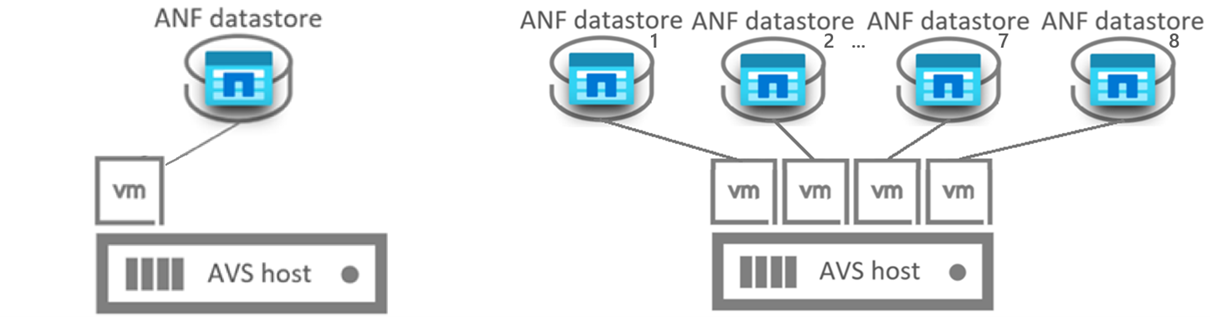 ANF datastore
vm
AVS host
ANF datastore ANF datastore ANF datastore ANF datastore
1 2 ... 7 8
vm vm vm vm
AVS host